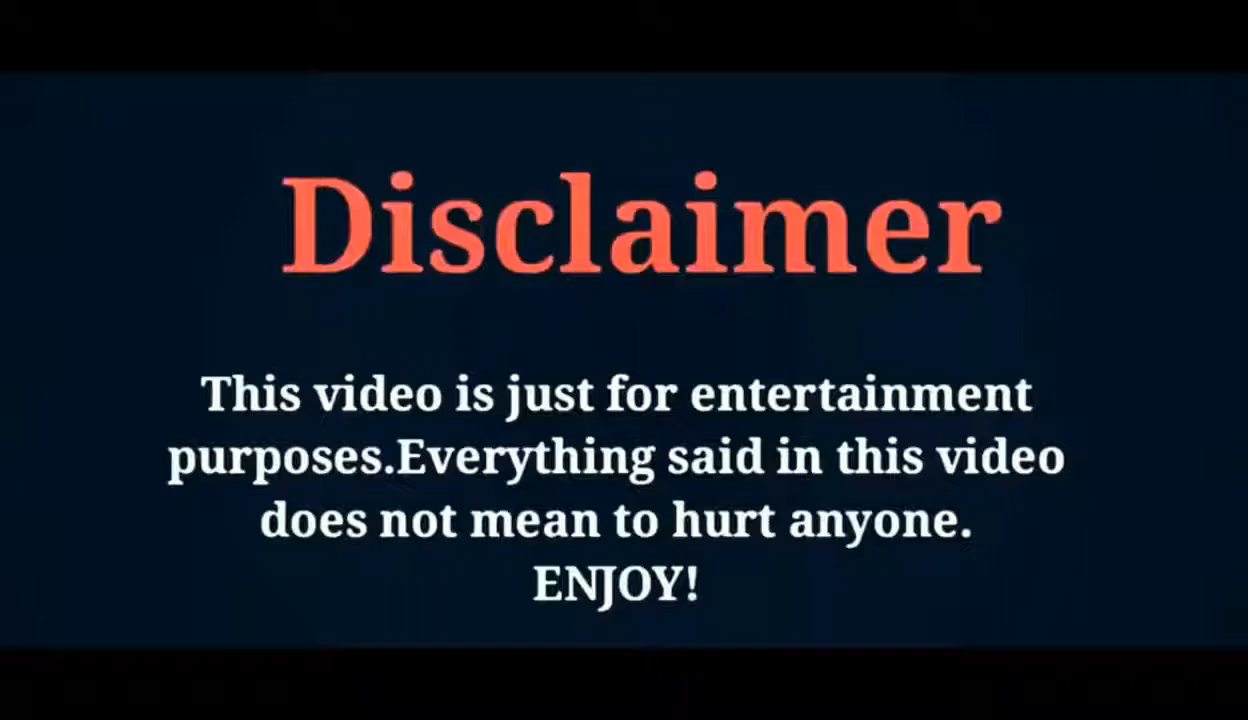 Disclaimer
This video is just for entertainment
purposes.Everything said in this video
does not mean to hurt anyone.
ENJOY!